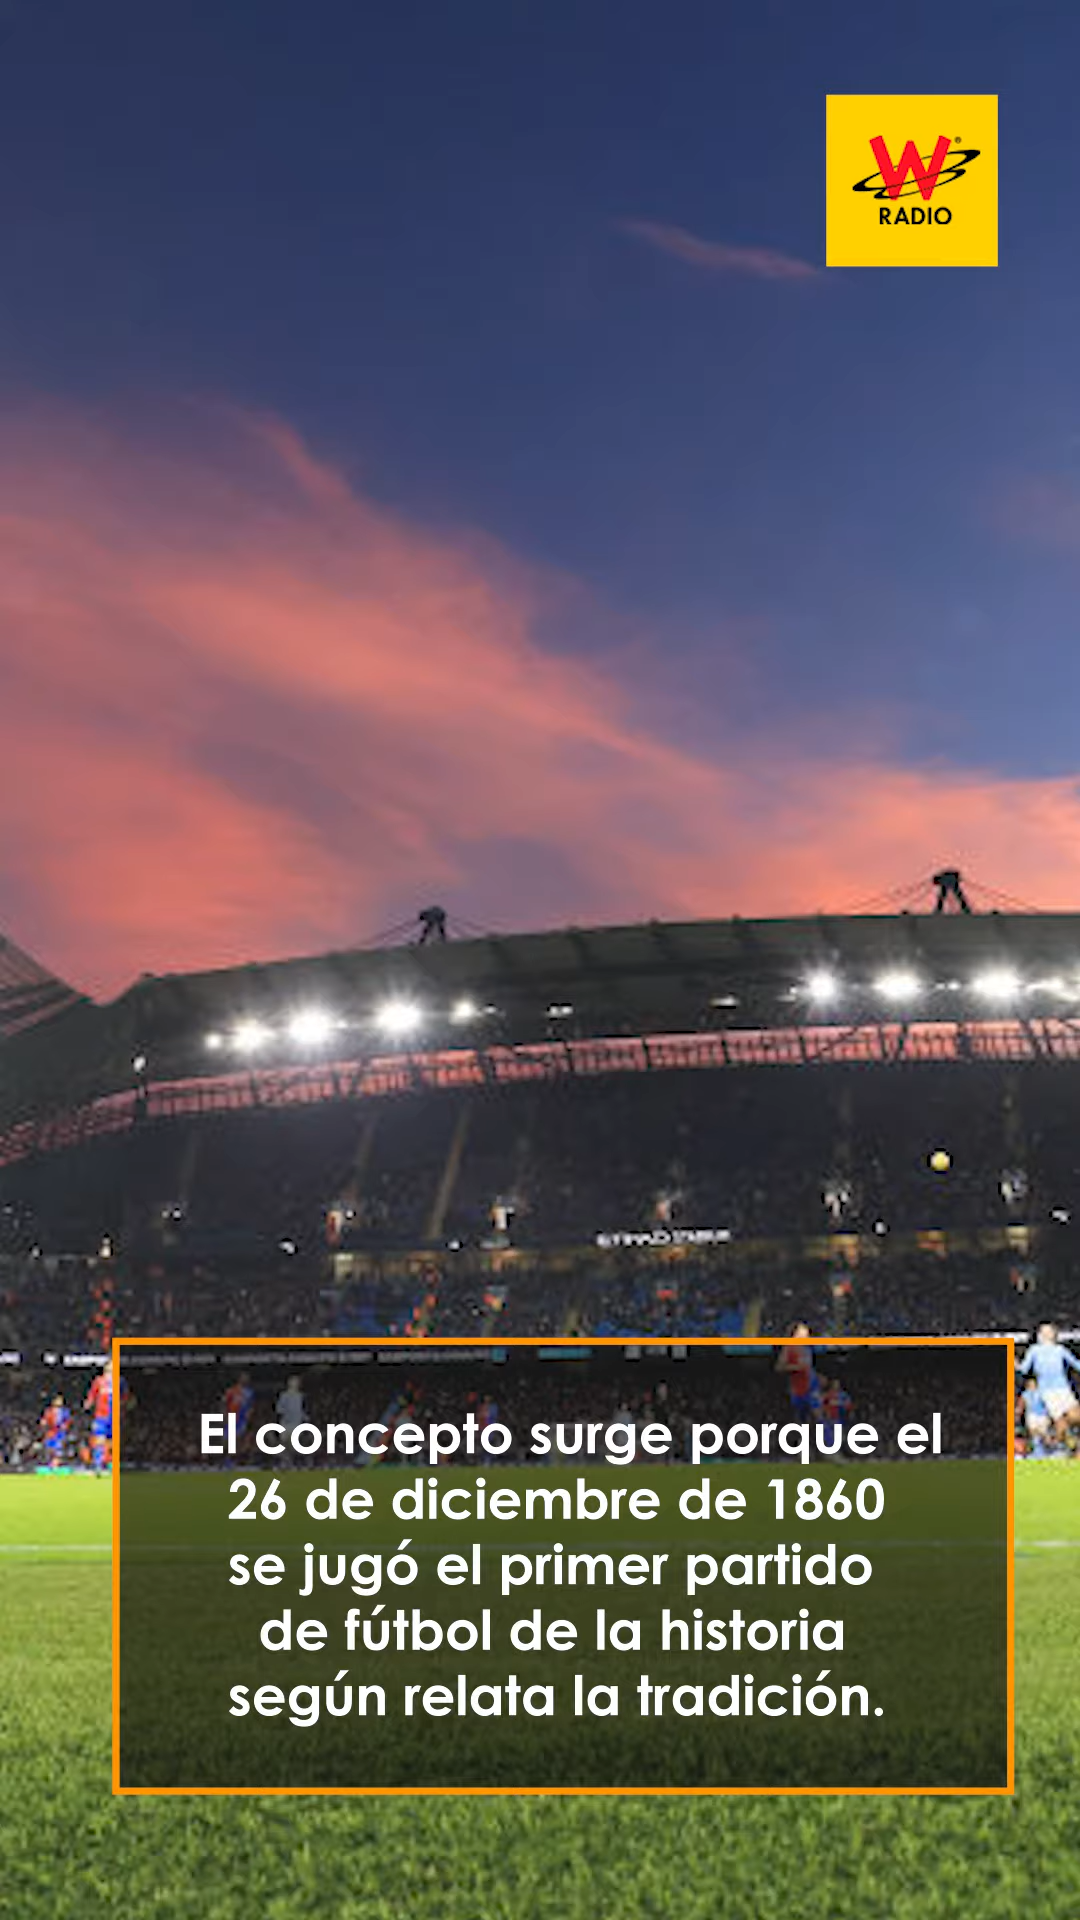 W
RADIO
El concepto surge porque el
26 de diciembre de 1860
se jugó el primer partido
de fútbol de la historia
según relata la tradición.